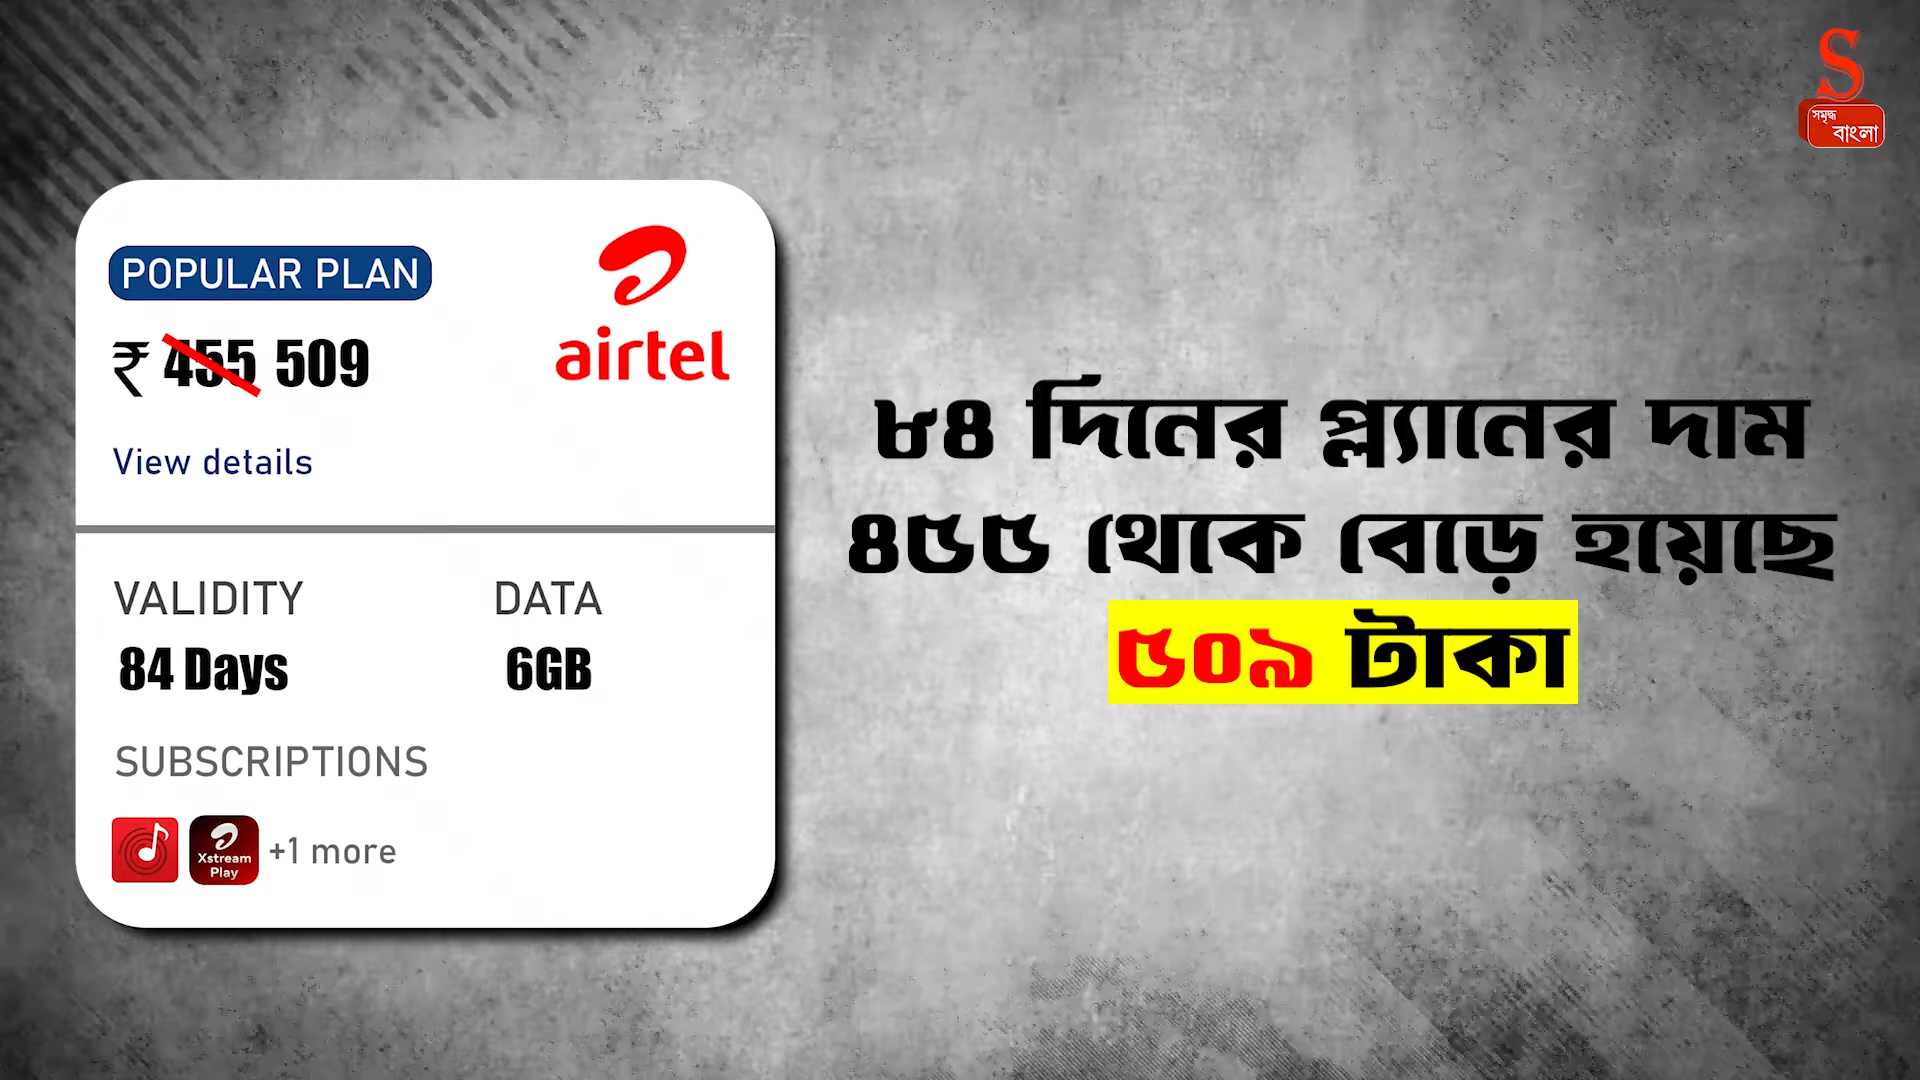 S
সমৃদ্ধ
বাংলা
POPULAR PLAN
₹ 455 509
airtel
View details
VALIDITY
DATA
84 Days
6GB
SUBSCRIPTIONS
Xstream
Play
+1 more
৮৪ দিনের প্ল্যানের দাম
৪৫৫ থেকে বেড়ে হয়েছে
৫০৯ টাকা